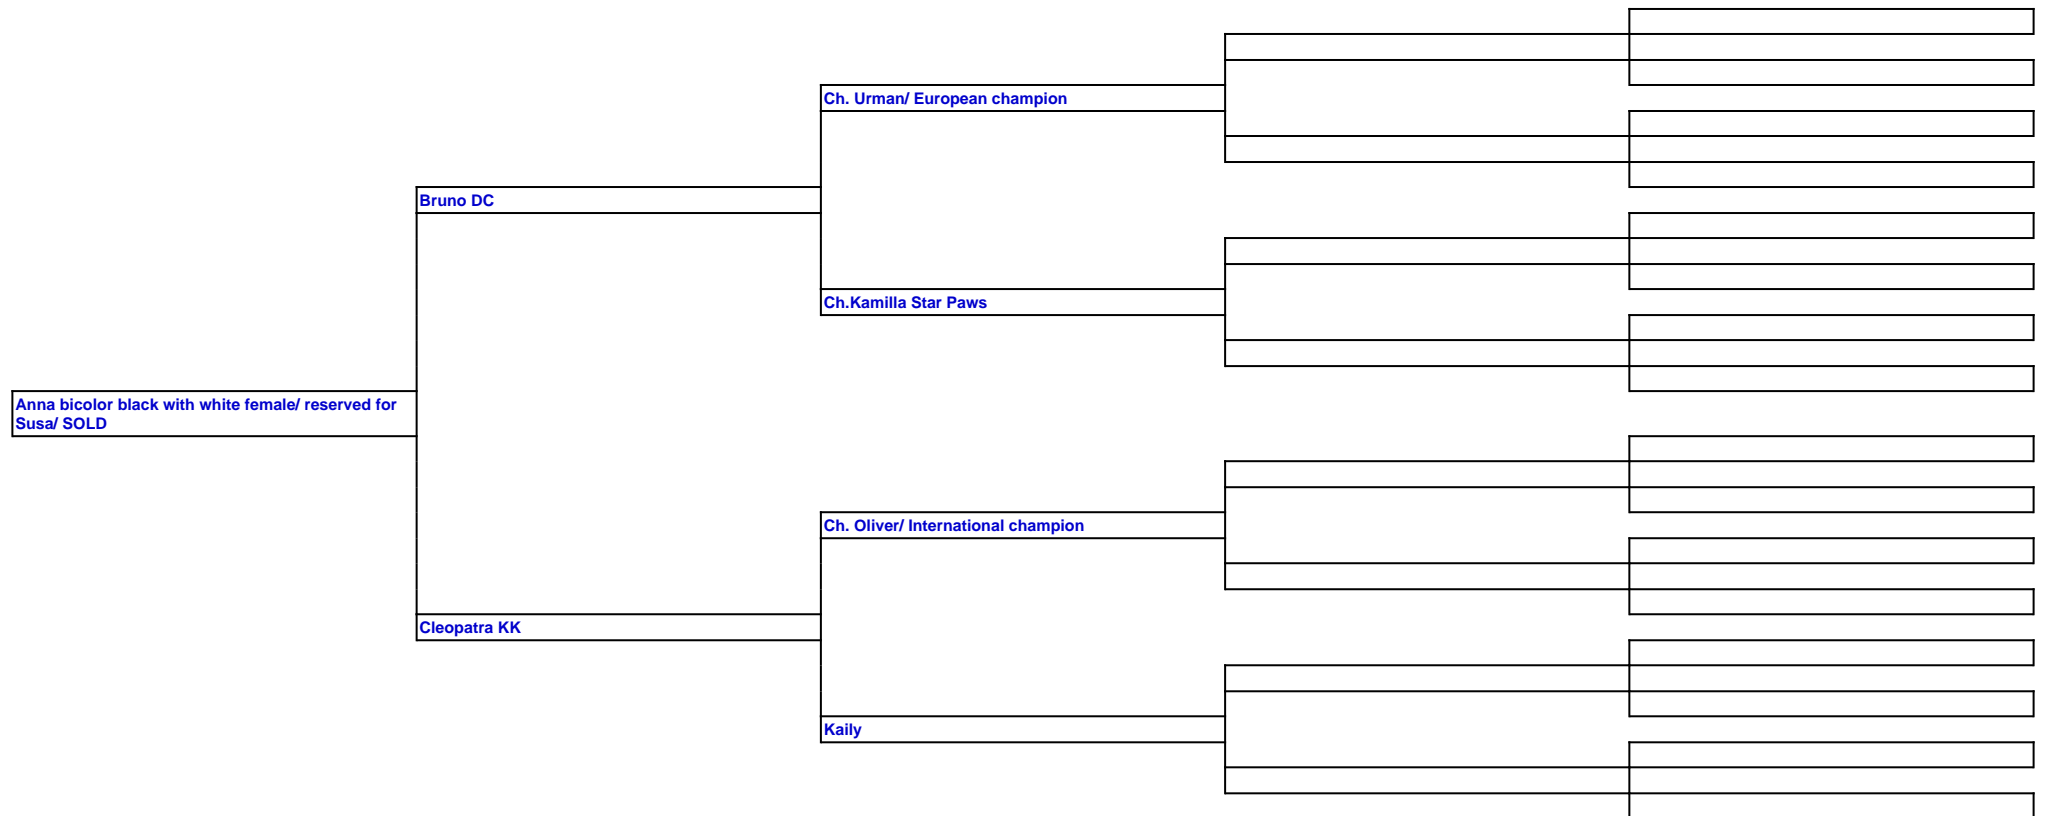 Ch. Urman/ European champion
Bruno DC
Ch.Kamilla Star Paws
Anna bicolor black with white female/ reserved for
Susa/ SOLD
Ch. Oliver/ International champion
Cleopatra KK
Kaily